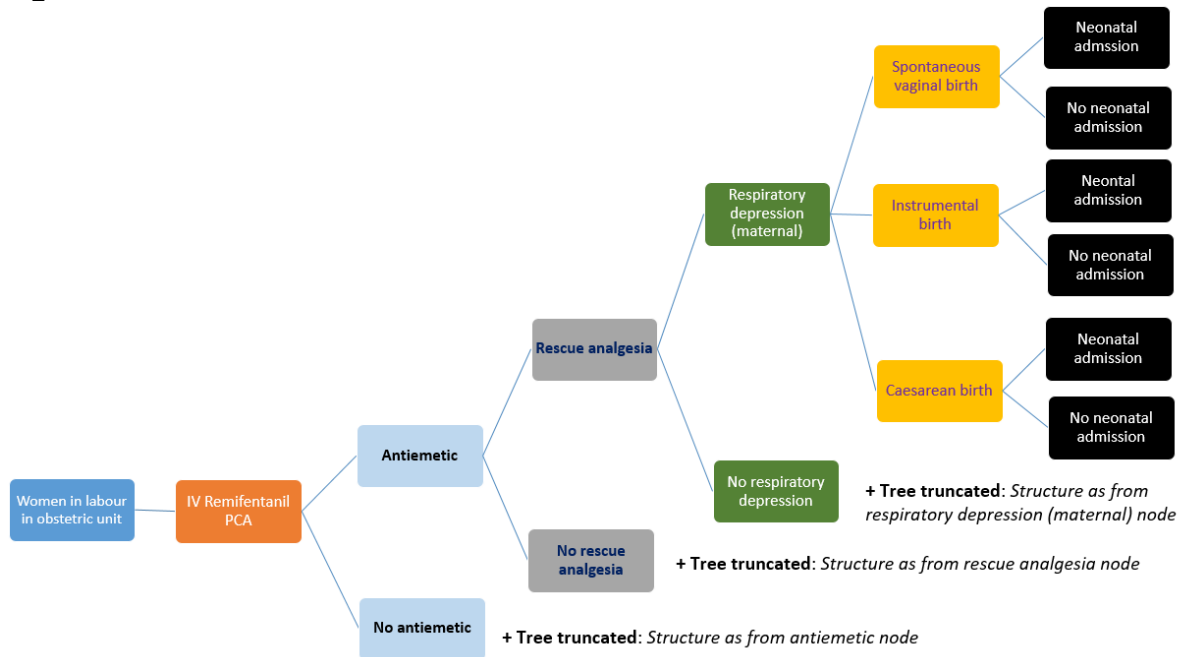 Women in labour
in obstetric unit
IV Remifentanil
PCA
Antiemetic
No antiemetic
+ Tree truncated: Structure as from antiemetic node
Rescue analgesia
No rescue
analgesia
+ Tree truncated: Structure as from rescue analgesia node
Respiratory
depression
(maternal)
No respiratory
depression
+ Tree truncated: Structure as from
respiratory depression (maternal) node
Spontaneous
vaginal birth
Instrumental
birth
Caesarean birth
Neonatal
admssion
No neonatal
admission
Neontal
admission
No neonatal
admission
Neonatal
admission
No neonatal
admission